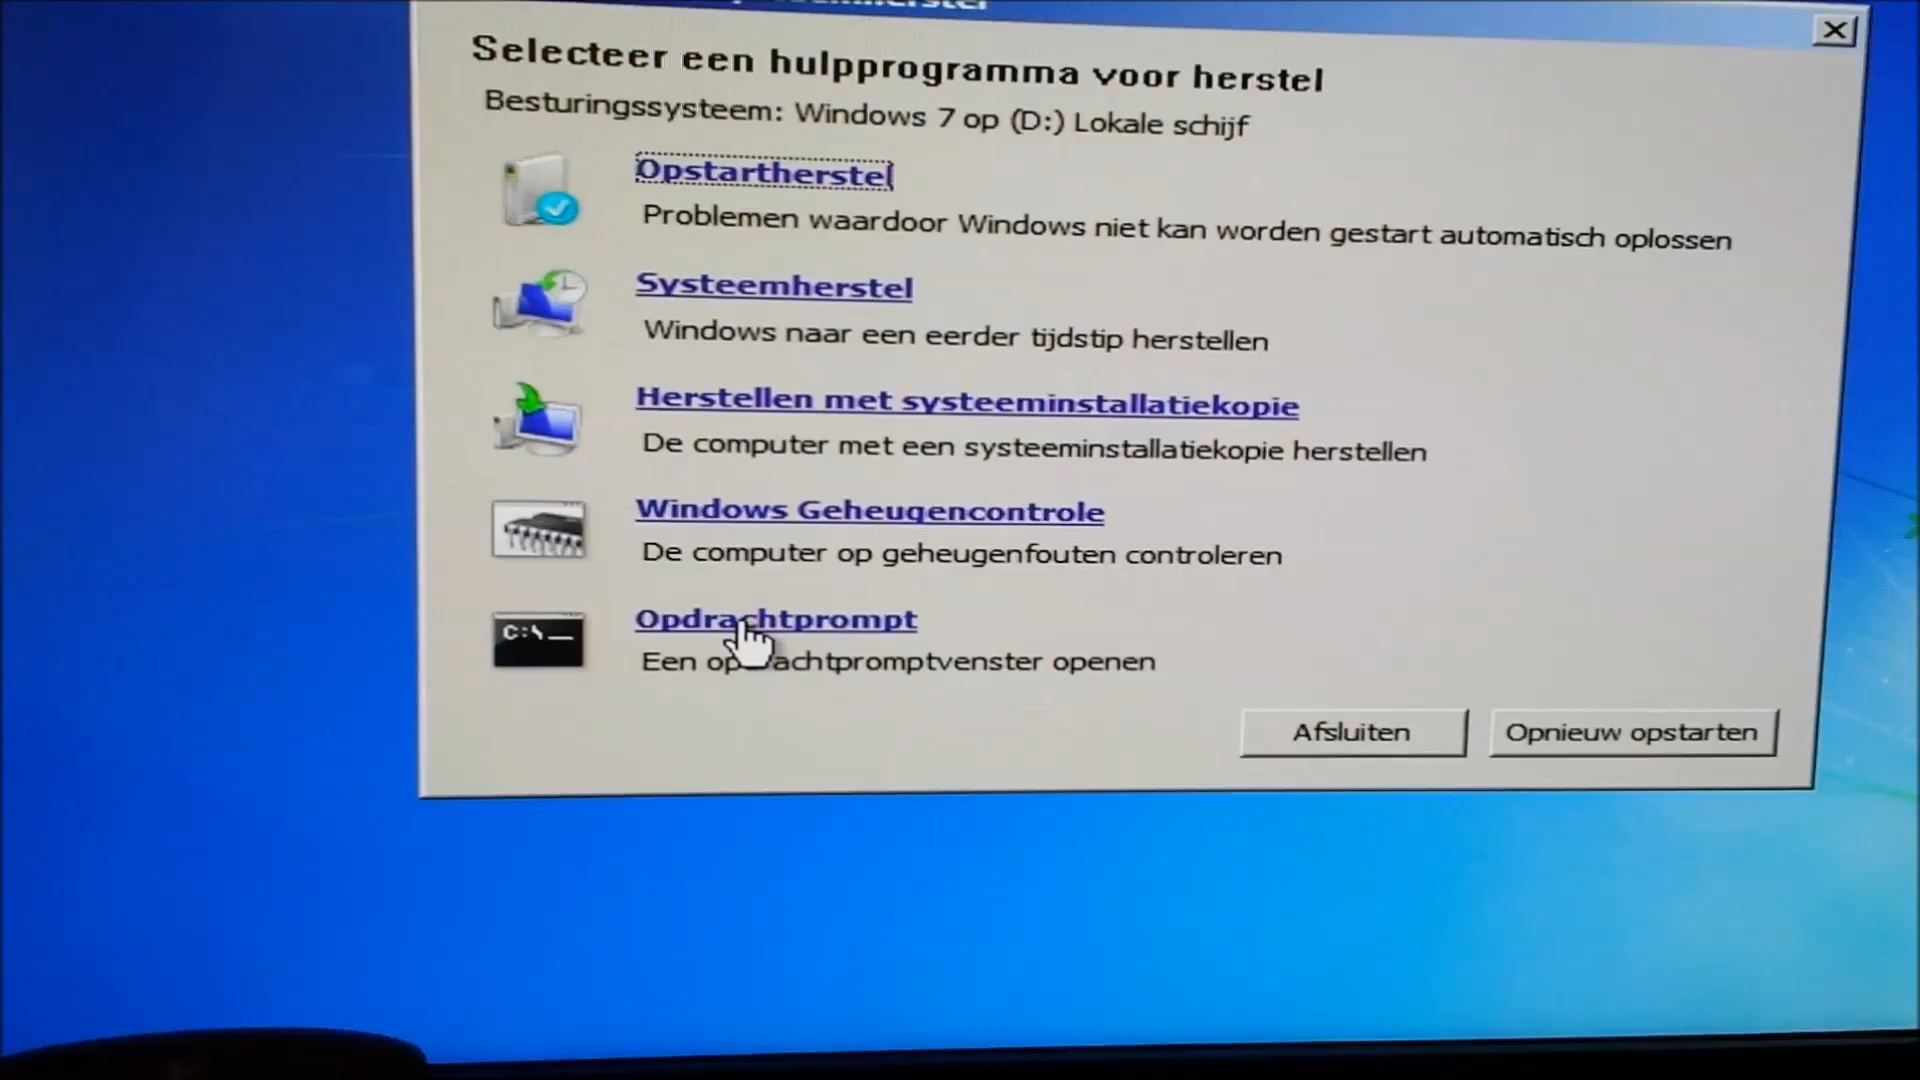 Selecteer een hulpprogramma voor herstel
Besturingssysteem: Windows 7 op (D:) Lokale schijf
Opstartherstel
Problemen waardoor Windows niet kan worden gestart automatisch oplossen
Systeemherstel
Windows naar een eerder tijdstip herstellen
Herstellen met systeeminstallatiekopie
De computer met een systeeminstallatiekopie herstellen
Windows Geheugencontrole
De computer op geheugenfouten controleren
C:\_
Opdrachtprompt
Een opdrachtpromptvenster openen
Afsluiten
Opnieuw opstarten